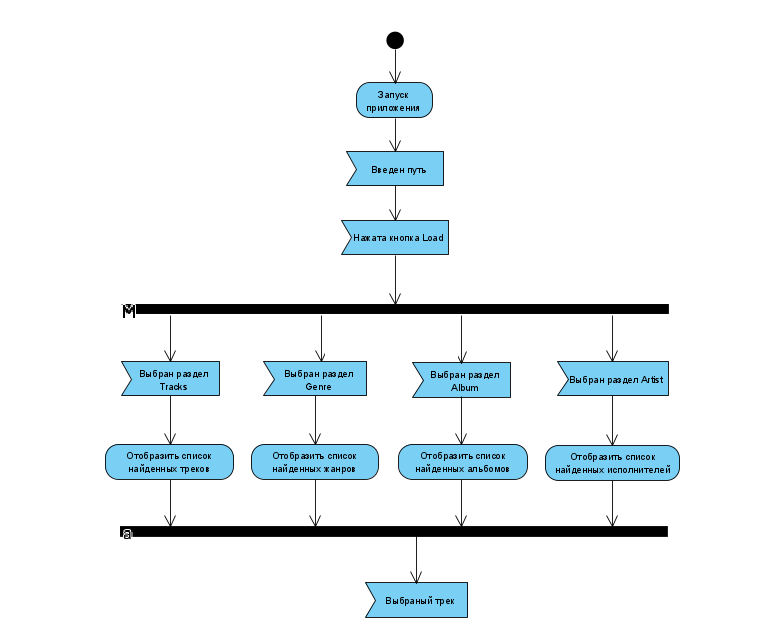 Запуск
приложения
Введен путь
Нажата кнопка Load
M
Выбран раздел
Tracks
Выбран раздел
Genre
Выбран раздел
Album
Выбран раздел Artist
Отобразить список
найденных треков
Отобразить список
найденных жанров
Отобразить список
найденных альбомов
Отобразить список
найденных исполнителей
a
Выбраный трек